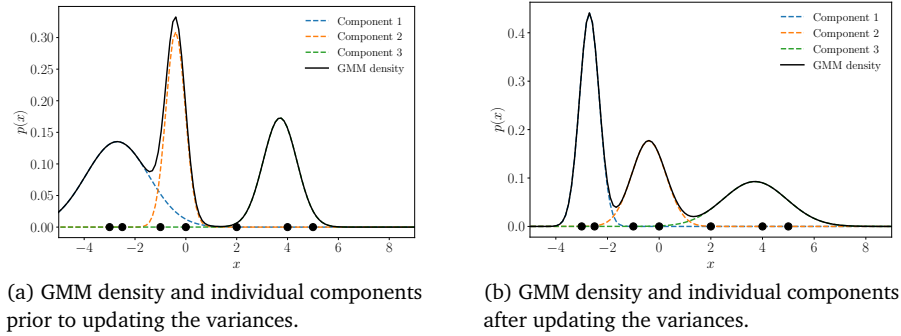 Component 1
Component 2
Component 3
GMM density
0.30
0.25
0.20
0.15
0.10
0.05
0.00
p(x)
−4 −2 0 2 4 6 8
x
Component 1
Component 2
Component 3
GMM density
0.4
0.3
0.2
0.1
0.0
p(x)
−4 −2 0 2 4 6 8
x
(a) GMM density and individual components
prior to updating the variances.
(b) GMM density and individual components
after updating the variances.